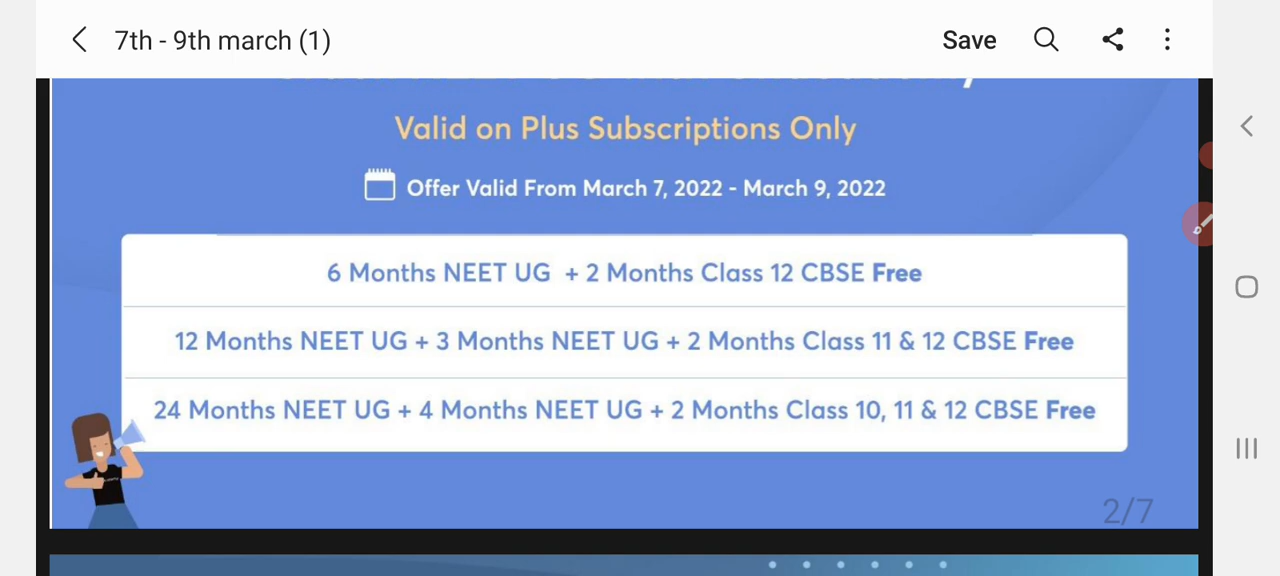 7th - 9th march (1)
Save
Valid on Plus Subscriptions Only
Offer Valid From March 7, 2022 - March 9, 2022
6 Months NEET UG + 2 Months Class 12 CBSE Free
12 Months NEET UG + 3 Months NEET UG + 2 Months Class 11 & 12 CBSE Free
24 Months NEET UG + 4 Months NEET UG + 2 Months Class 10, 11 & 12 CBSE Free
2/7